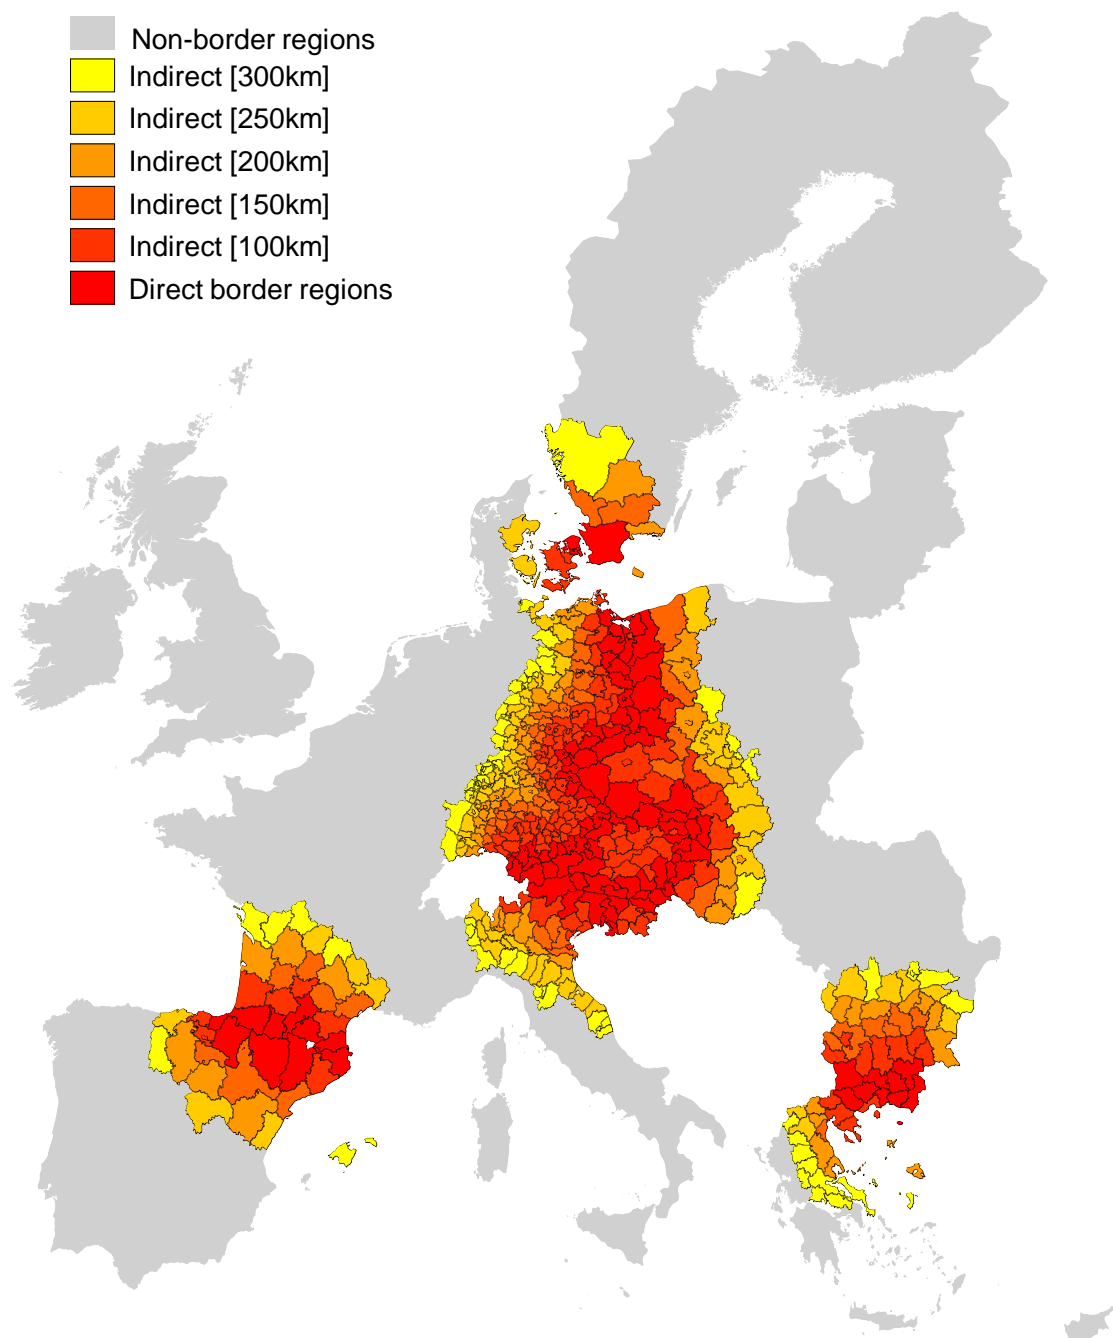 Non-border regions
Indirect [300km]
Indirect [250km]
Indirect [200km]
Indirect [150km]
Indirect [100km]
Direct border regions